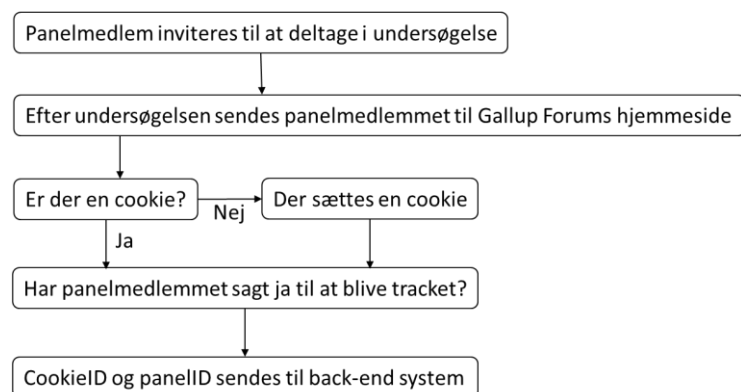 Panelmedlem inviteres til at deltage i undersøgelse
Efter undersøgelsen sendes panelmedlemmet til Gallup Forums hjemmeside
Er der en cookie?
Nej
Der sættes en cookie
Ja
Har panelmedlemmet sagt ja til at blive tracket?
CookieID og panelID sendes til back-end system